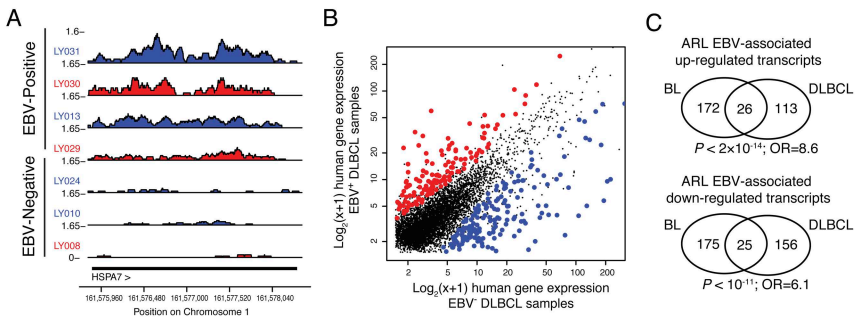 A
EBV-Positive
EBV-Negative
1.6
LY031
1.65
LY030
1.65
LY013
1.65
LY029
1.65
LY024
1.65
LY010
1.65
LY008
0
HSPA7 >
161,575,960 161,576,480 161,577,000 161,577,520 161,578,040
Position on Chromosome 1
B
Log2(x+1) human gene expression
EBV+ DLBCL samples
200
100
50
20
10
5
2
2 5 10 20 50 100 200
Log2(x+1) human gene expression
EBV- DLBCL samples
C
ARL EBV-associated
up-regulated transcripts
BL DLBCL
172 26 113
P < 2×10-14; OR=8.6
ARL EBV-associated
down-regulated transcripts
BL DLBCL
175 25 156
P < 10-11; OR=6.1